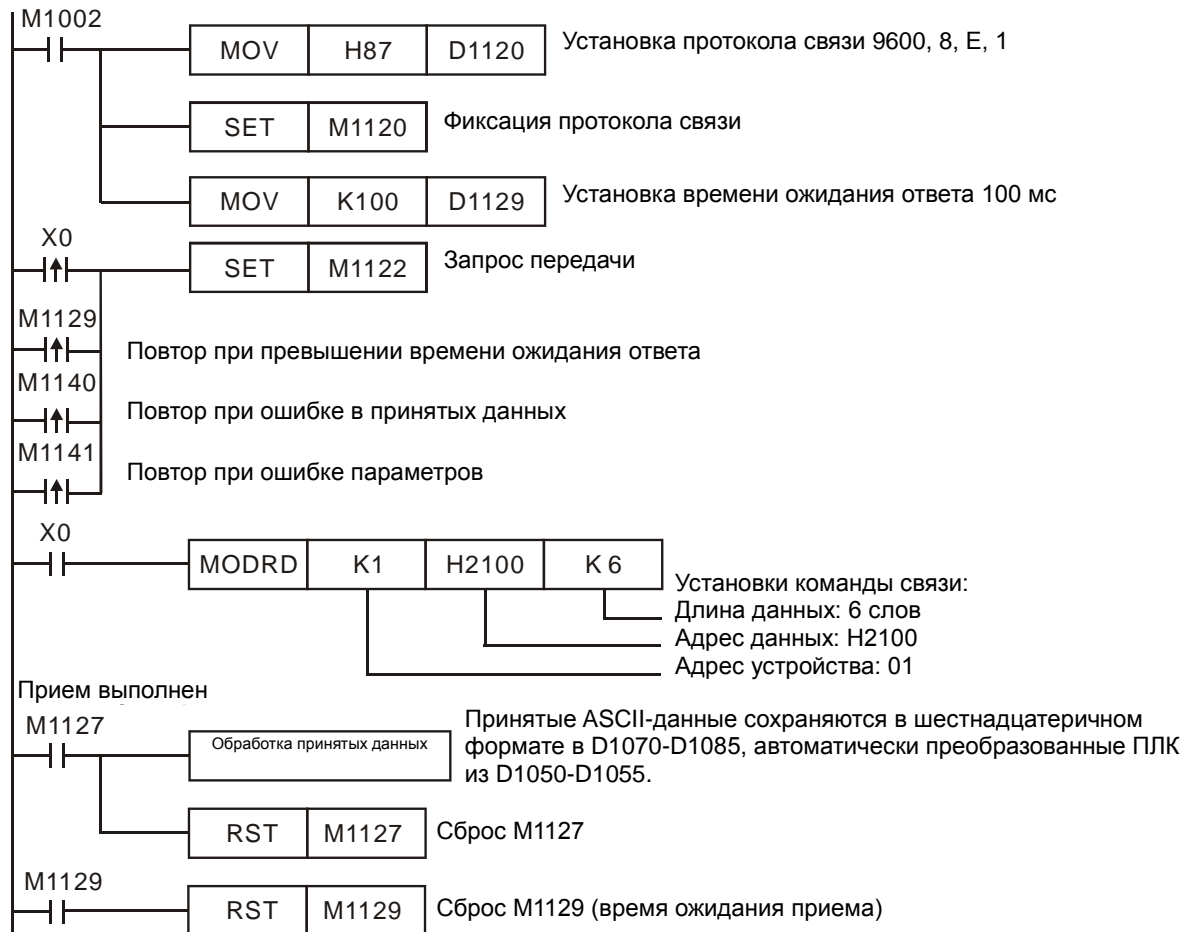 M1002
MOV H87 D1120 Установка протокола связи 9600, 8, E, 1
SET M1120 Фиксация протокола связи
MOV K100 D1129 Установка времени ожидания ответа 100 мс
X0
SET M1122 Запрос передачи
M1129
Повтор при превышении времени ожидания ответа
M1140
Повтор при ошибке в принятых данных
M1141
Повтор при ошибке параметров
X0
MODRD K1 H2100 K 6
Установки команды связи:
Длина данных: 6 слов
Адрес данных: H2100
Адрес устройства: 01
Прием выполнен
M1127
Обработка принятых данных
Принятые ASCII-данные сохраняются в шестнадцатеричном
формате в D1070-D1085, автоматически преобразованные ПЛК
из D1050-D1055.
RST M1127 Сброс M1127
M1129
RST M1129 Сброс M1129 (время ожидания приема)